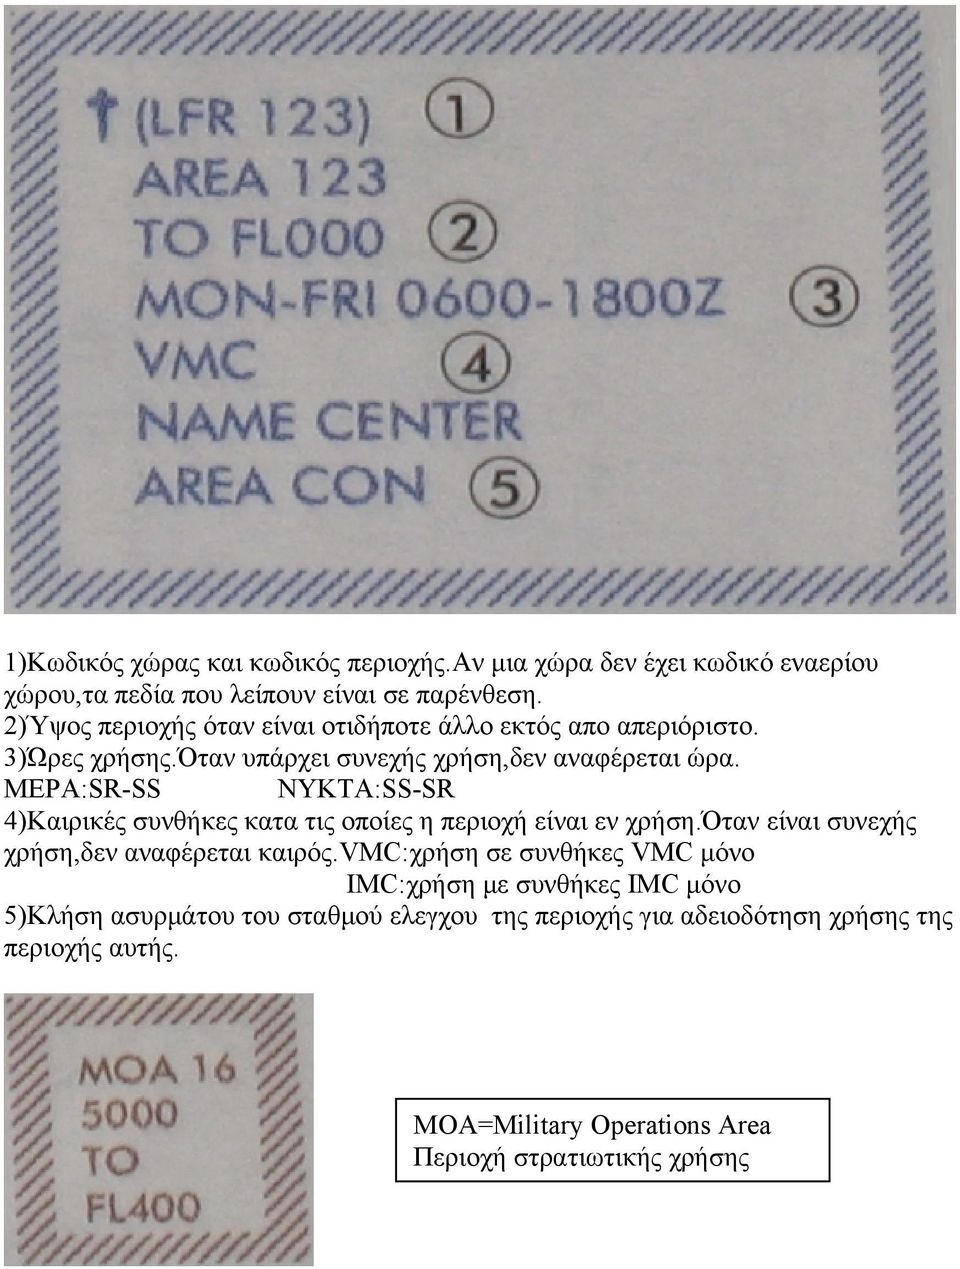 (LFR 123) 1
AREA 123
TO FL000 2
MON-FRI 0600-1800Z 3
VMC 4
NAME CENTER
AREA CON 5
1)Κωδικός χώρας και κωδικός περιοχής.Αν μια χώρα δεν έχει κωδικό εναερίου
χώρου,τα πεδία που λείπουν είναι σε παρένθεση.
2)Ύψος περιοχής όταν είναι οτιδήποτε άλλο εκτός απο απεριόριστο.
3)Ώρες χρήσης.Όταν υπάρχει συνεχής χρήση,δεν αναφέρεται ώρα.
ΜΕΡΑ:SR-SS ΝΥΚΤΑ:SS-SR
4)Καιρικές συνθήκες κατα τις οποίες η περιοχή είναι εν χρήση.Όταν είναι συνεχής
χρήση,δεν αναφέρεται καιρός.VMC:χρήση σε συνθήκες VMC μόνο
IMC:χρήση με συνθήκες IMC μόνο
5)Κλήση ασυρμάτου του σταθμού ελεγχου της περιοχής για αδειοδότηση χρήσης της
περιοχής αυτής.
MOA 16
5000
TO
FL400
MOA=Military Operations Area
Περιοχή στρατιωτικής χρήσης